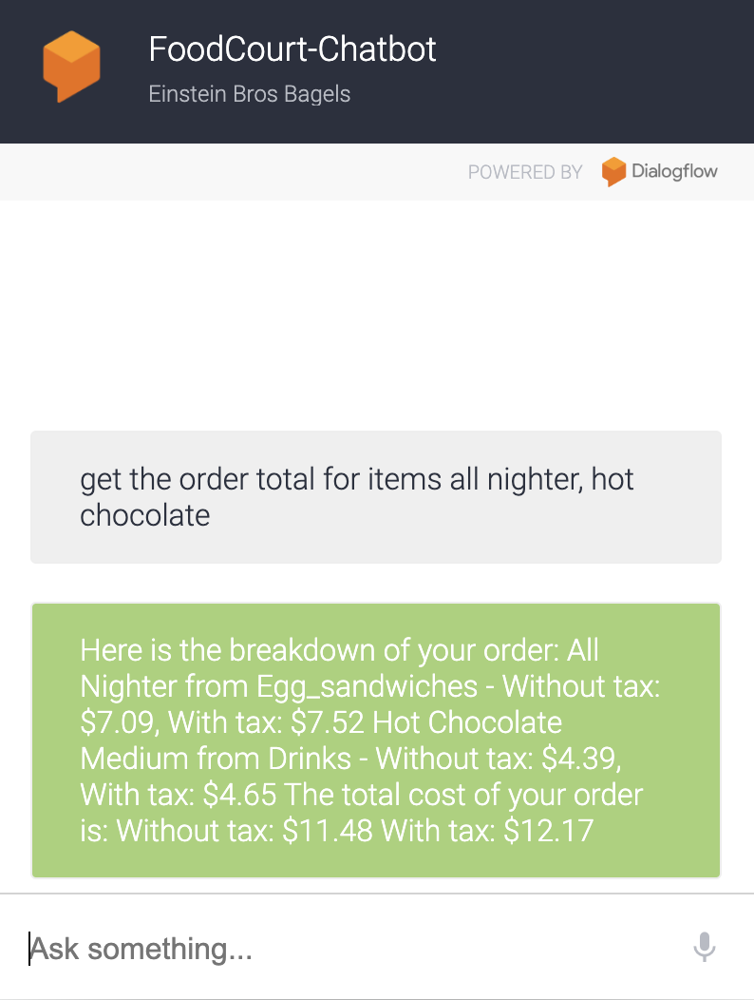 FoodCourt-Chatbot
Einstein Bros Bagels
POWERED BY Dialogflow
get the order total for items all nighter, hot
chocolate
Here is the breakdown of your order: All
Nighter from Egg_sandwiches - Without tax:
$7.09, With tax: $7.52 Hot Chocolate
Medium from Drinks - Without tax: $4.39,
With tax: $4.65 The total cost of your order
is: Without tax: $11.48 With tax: $12.17
Ask something...